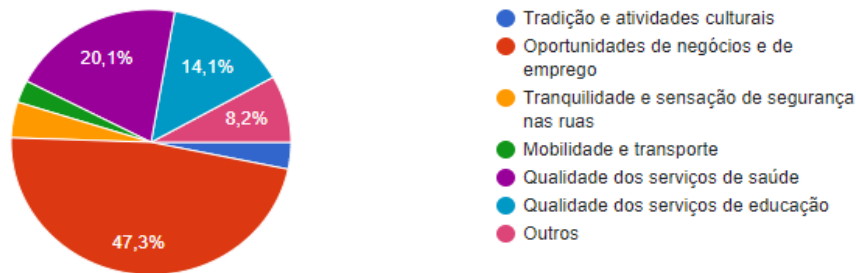 20,1%
14,1%
8,2%
47,3%
Tradição e atividades culturais
Oportunidades de negócios e de
emprego
Tranquilidade e sensação de segurança
nas ruas
Mobilidade e transporte
Qualidade dos serviços de saúde
Qualidade dos serviços de educação
Outros